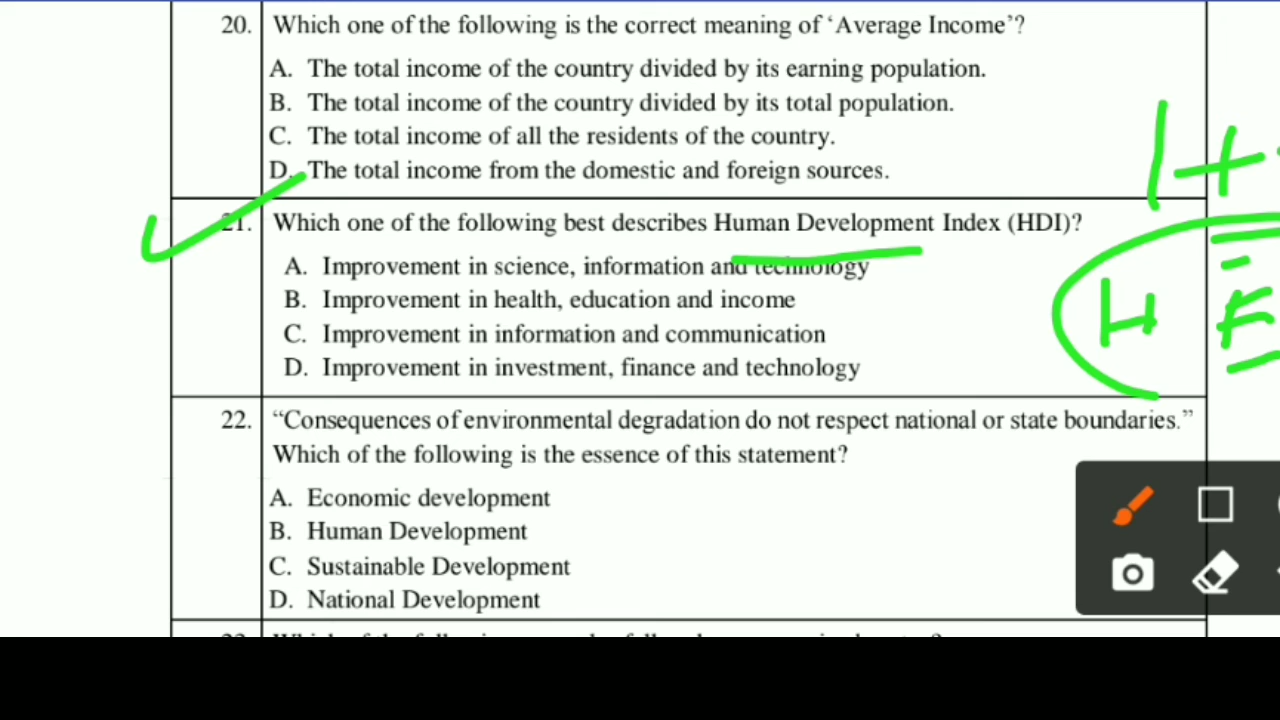 20. Which one of the following is the correct meaning of ‘Average Income’?
A. The total income of the country divided by its earning population.
B. The total income of the country divided by its total population.
C. The total income of all the residents of the country.
D. The total income from the domestic and foreign sources.
21. Which one of the following best describes Human Development Index (HDI)?
A. Improvement in science, information and technology
B. Improvement in health, education and income
C. Improvement in information and communication
D. Improvement in investment, finance and technology
H E
22. “Consequences of environmental degradation do not respect national or state boundaries.”
Which of the following is the essence of this statement?
A. Economic development
B. Human Development
C. Sustainable Development
D. National Development